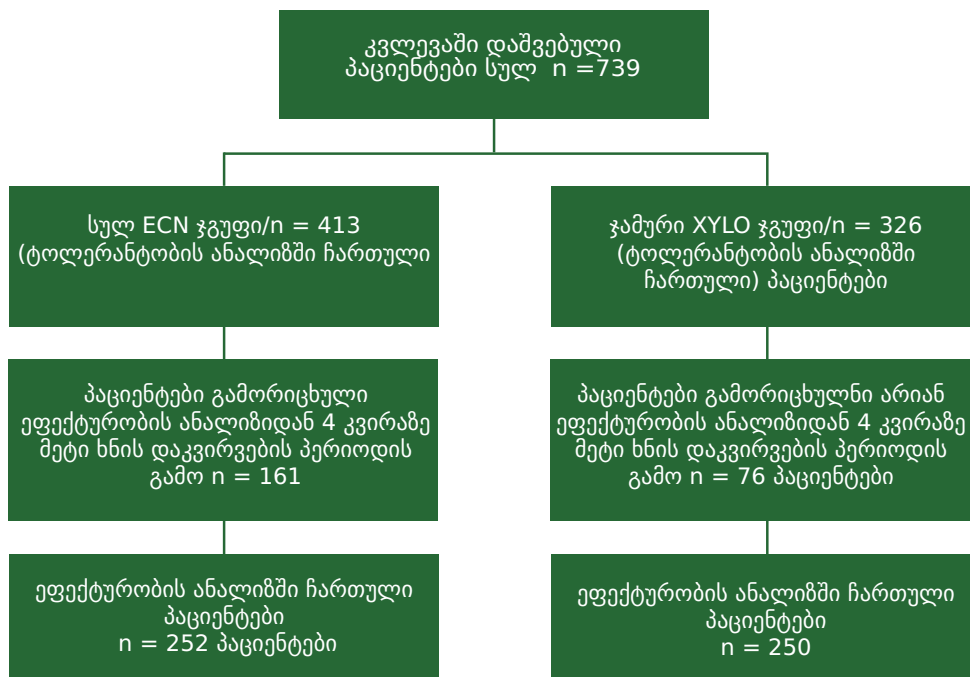 კვლევაში დაშვებული
პაციენტები სულ n =739
სულ ECN ჯგუფი/n = 413
(ტოლერანტობის ანალიზში ჩართული
ჯამური XYLO ჯგუფი/n = 326
(ტოლერანტობის ანალიზში
ჩართული) პაციენტები
პაციენტები გამორიცხული
ეფექტურობის ანალიზიდან 4 კვირაზე
მეტი ხნის დაკვირვების პერიოდის
გამო n = 161
პაციენტები გამორიცხულნი არიან
ეფექტურობის ანალიზიდან 4 კვირაზე
მეტი ხნის დაკვირვების პერიოდის
გამო n = 76 პაციენტები
ეფექტურობის ანალიზში ჩართული
პაციენტები
n = 252 პაციენტები
ეფექტურობის ანალიზში ჩართული
პაციენტები
n = 250